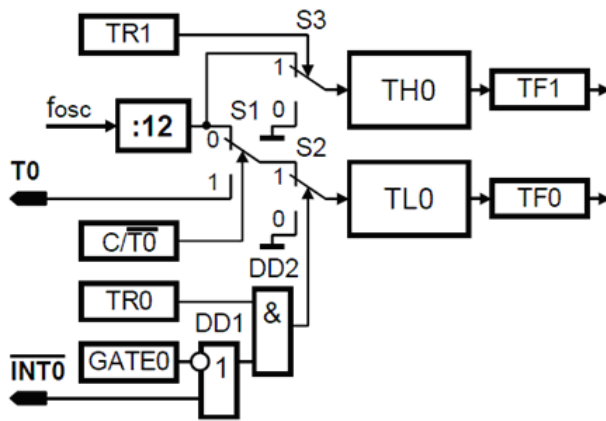 S3
TR1
1
TH0
TF1
fosc
:12
S1
0
0
S2
T0
1
1
TL0
TF0
C/T0
0
DD2
TR0
DD1
&
GATE0
1
INT0